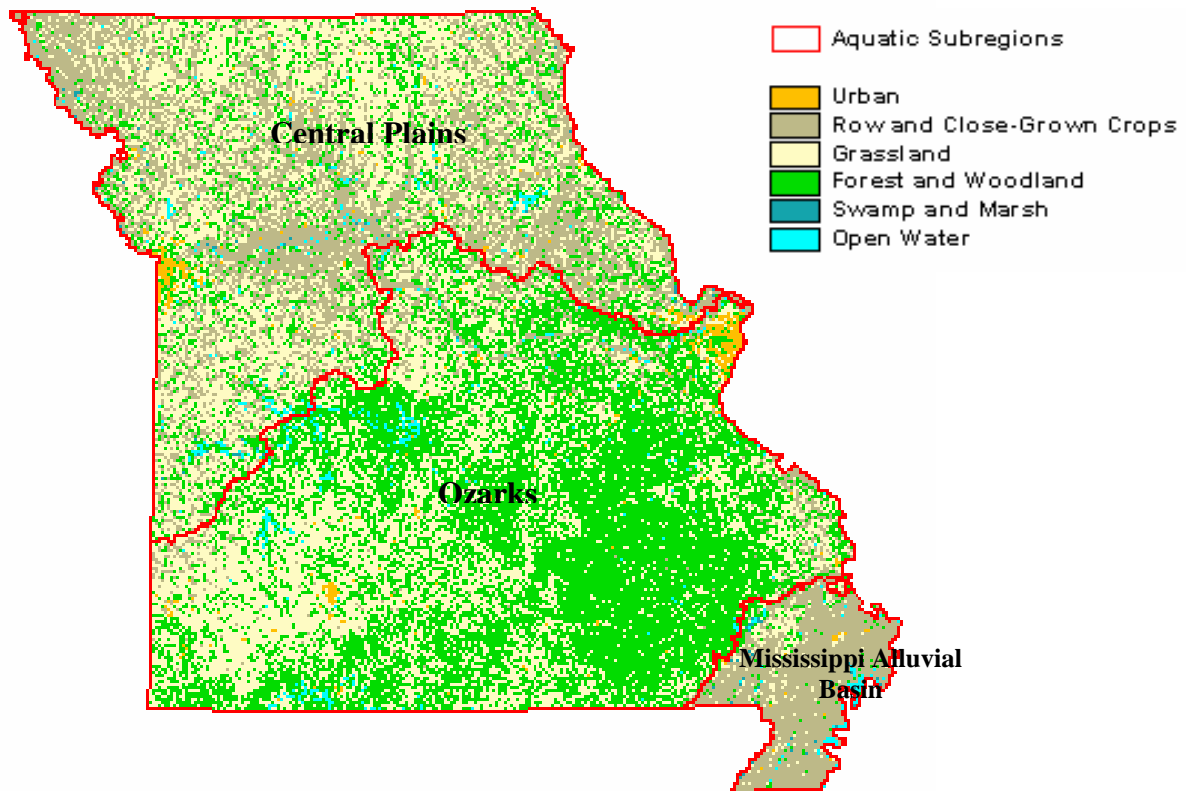 Aquatic Subregions
Urban
Row and Close-Grown Crops
Grassland
Forest and Woodland
Swamp and Marsh
Open Water
Central Plains
Ozarks
Mississippi Alluvial
Basin